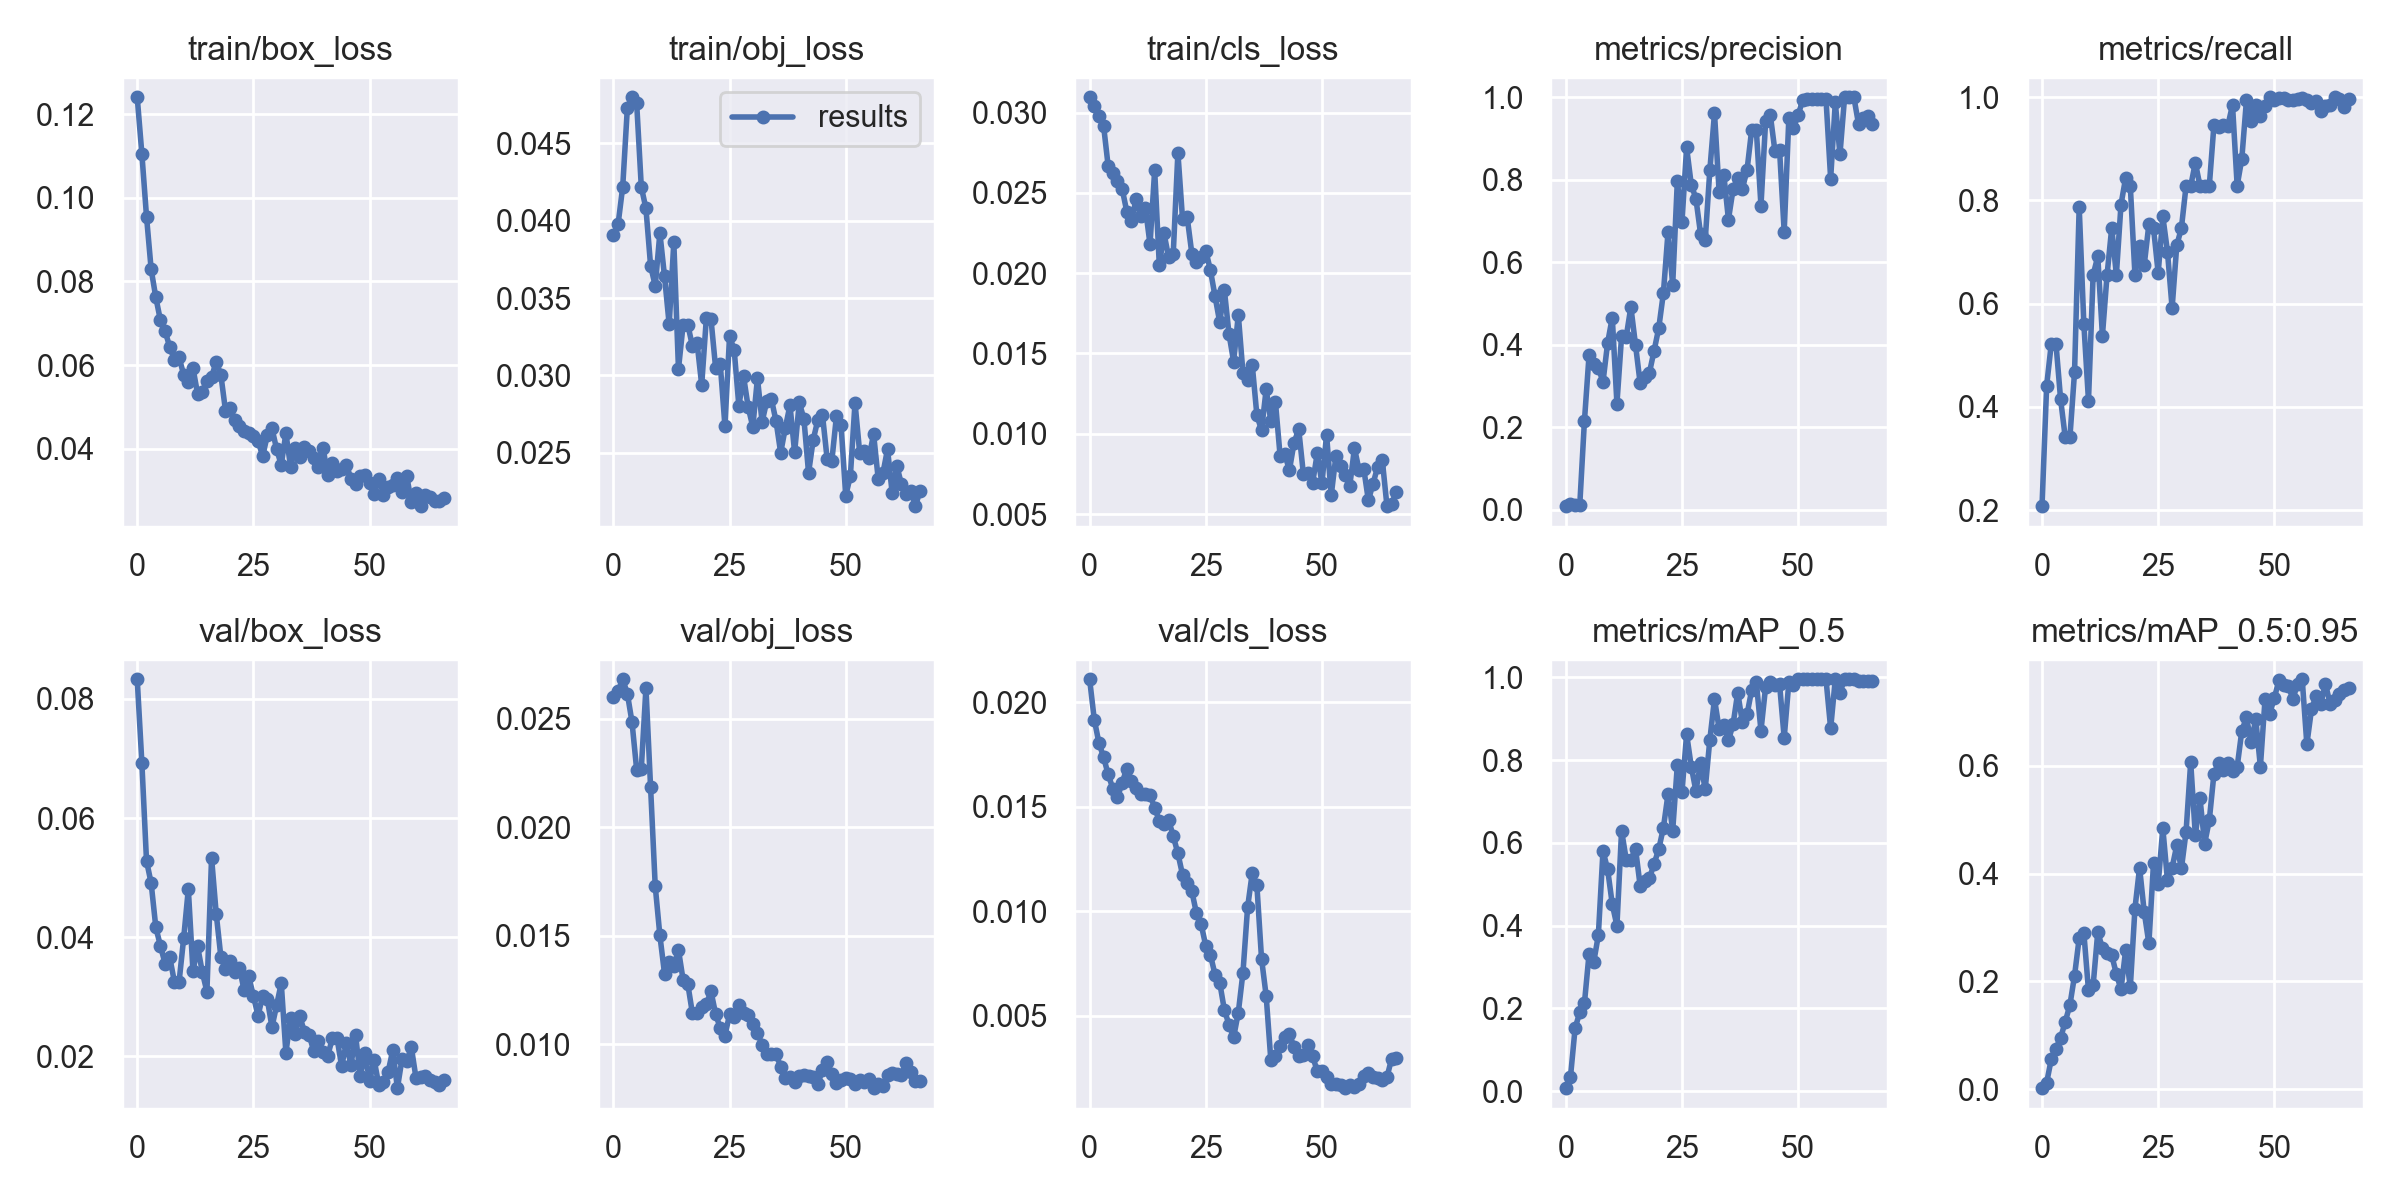 train/box_loss
train/obj_loss
train/cls_loss
metrics/precision
metrics/recall
0.12
0.10
0.08
0.06
0.04
0 25 50
results
0.045
0.040
0.035
0.030
0.025
0 25 50
0.030
0.025
0.020
0.015
0.010
0.005
0 25 50
1.0
0.8
0.6
0.4
0.2
0.0
0 25 50
1.0
0.8
0.6
0.4
0.2
0 25 50
val/box_loss
val/obj_loss
val/cls_loss
metrics/mAP_0.5
metrics/mAP_0.5:0.95
0.08
0.06
0.04
0.02
0 25 50
0.025
0.020
0.015
0.010
0 25 50
0.020
0.015
0.010
0.005
0 25 50
1.0
0.8
0.6
0.4
0.2
0.0
0 25 50
0.6
0.4
0.2
0.0
0 25 50